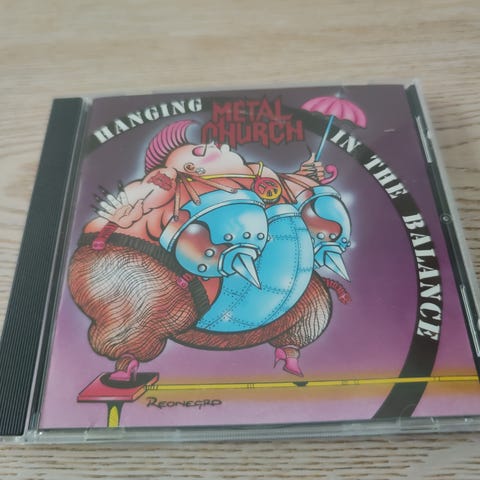 HANGING
METAL
CHURCH
IN THE BALANCE
REONEGRO